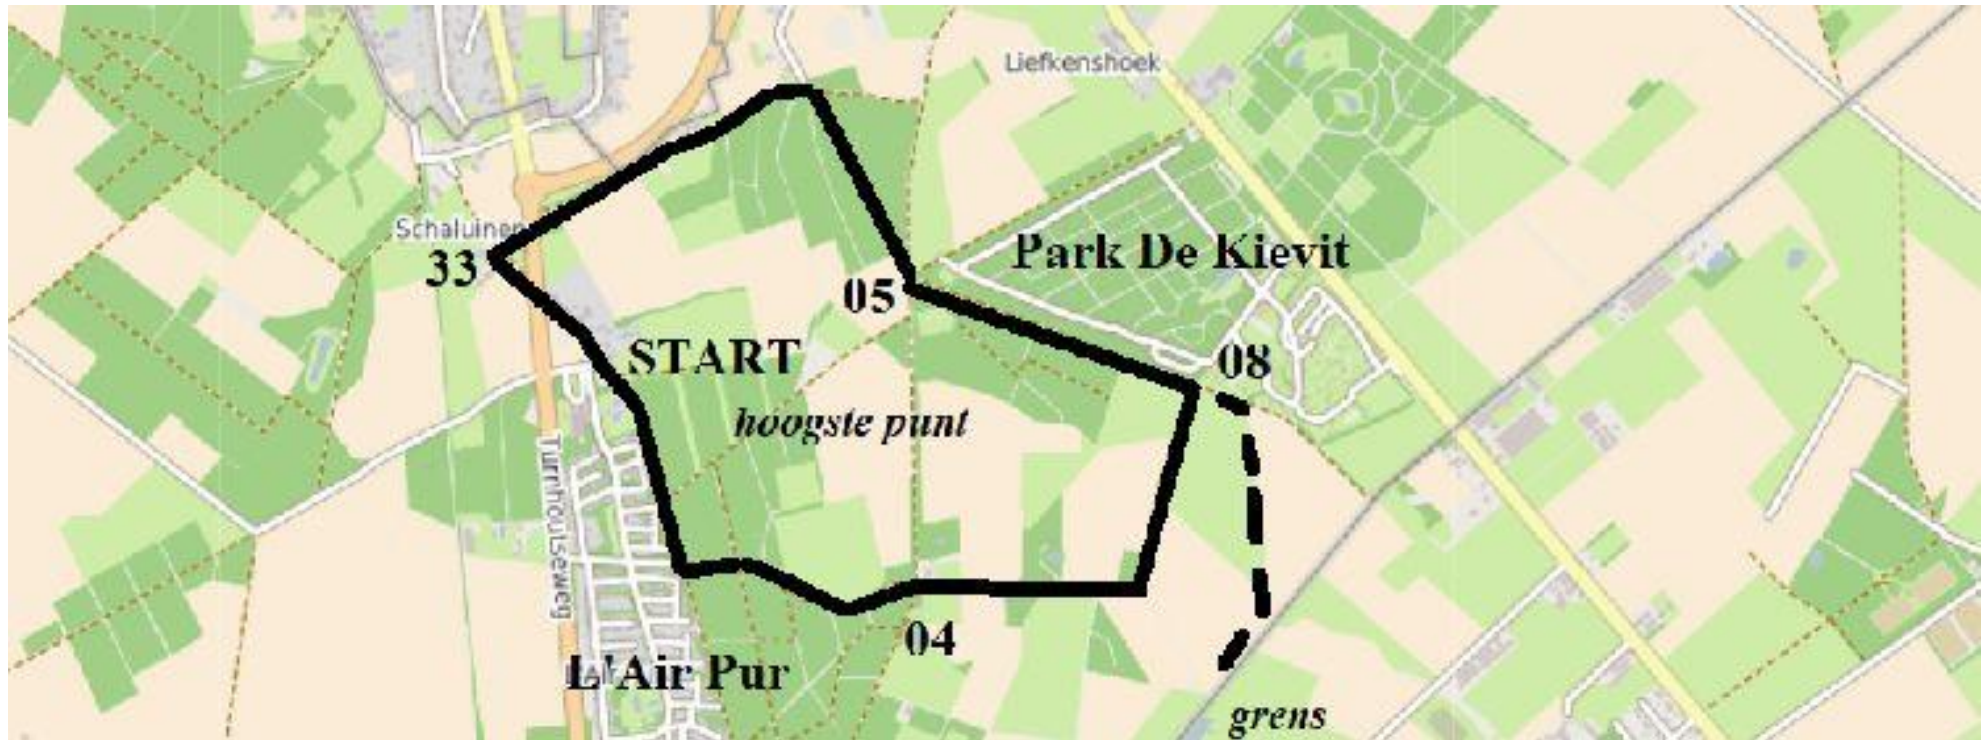 Liefkenshoek
Schaluinen
33
Park De Kievit
05
START
08
hoogste punt
Turnhoutseweg
04
L'Air Pur
grens